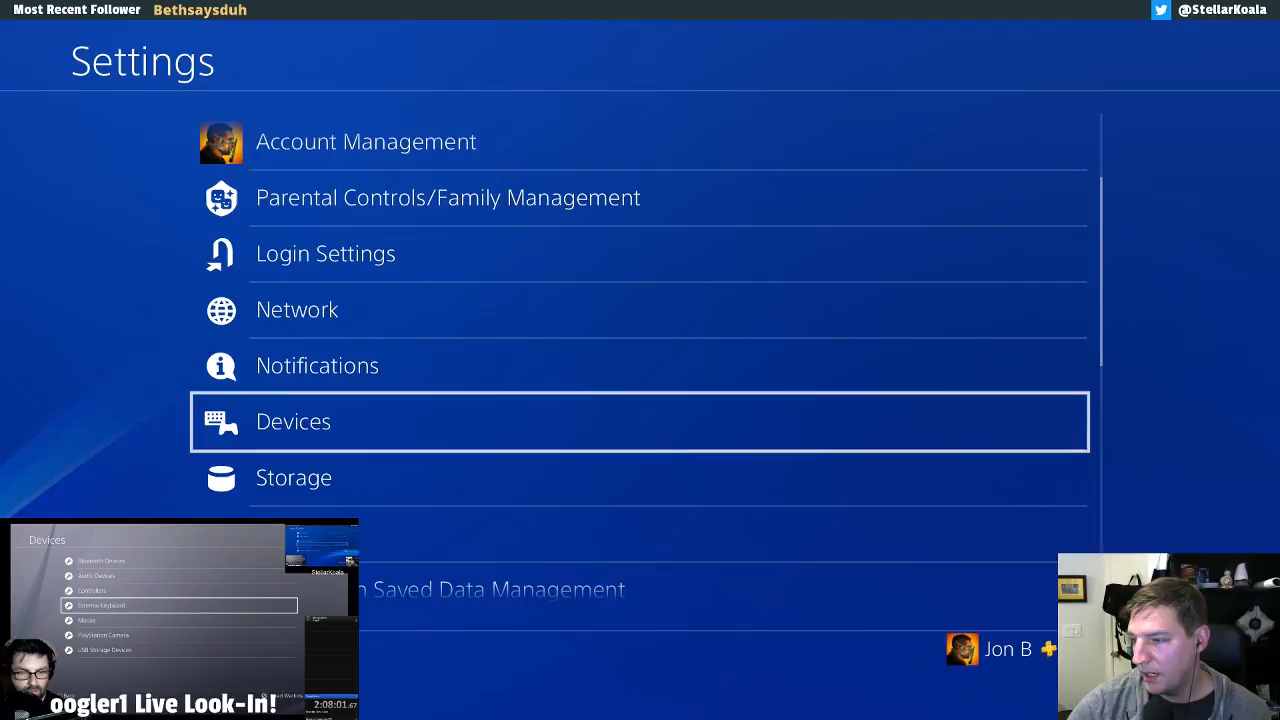 Most Recent Follower Bethsaysduh
@StellarKoala
Settings
Account Management
Parental Controls/Family Management
Login Settings
Network
Notifications
Devices
Storage
Saved Data Management
Jon B
Devices
Bluetooth Devices
Audio Devices
Controllers
External Keyboard
Mouse
PlayStation Camera
USB Storage Devices
StellarKoala
2:08:01.67
oogler1 Live Look-In!